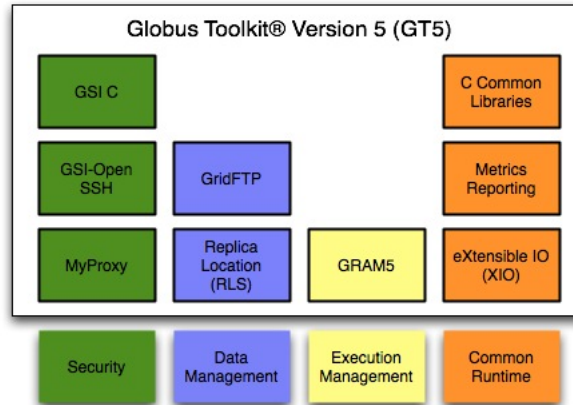 Globus Toolkit® Version 5 (GT5)
GSI C
C Common
Libraries
GSI-Open
SSH
GridFTP
Metrics
Reporting
MyProxy
Replica
Location
(RLS)
GRAM5
eXtensible IO
(XIO)
Security
Data
Management
Execution
Management
Common
Runtime